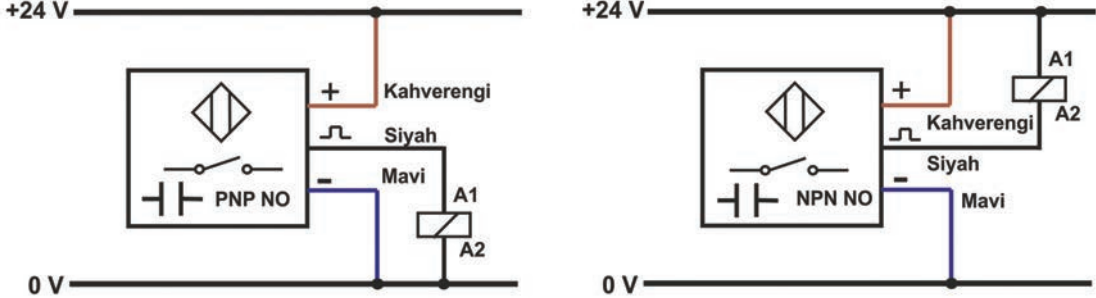 +24 V
+
Kahverengi
Siyah
-
Mavi
PNP NO
A1
A2
0 V
+24 V
A1
A2
+
Kahverengi
Siyah
-
Mavi
NPN NO
0 V